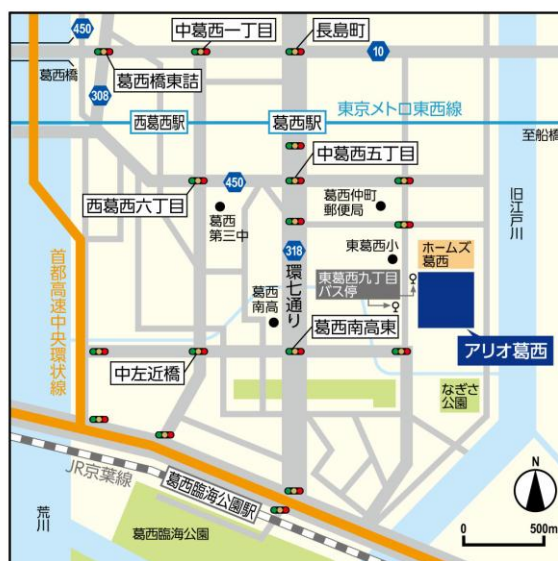 450
中葛西一丁目
長島町
10
葛西橋
葛西橋東詰
308
東京メトロ東西線
西葛西駅
葛西駅
至船橋
中葛西五丁目
450
西葛西六丁目
葛西
第三中
葛西仲町
郵便局
旧江戸川
318
環七通り
東葛西小
ホームズ
葛西
首都高速中央環状線
東葛西九丁目
バス停
葛西
南高
葛西南高東
アリオ葛西
中左近橋
なぎさ
公園
JR京葉線
葛西臨海公園駅
荒川
葛西臨海公園
N
0
500m